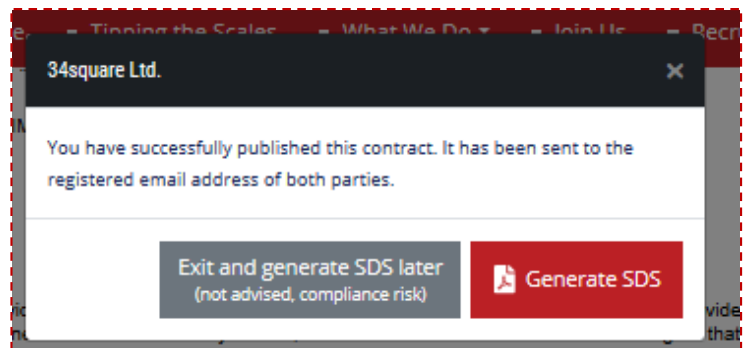 Tipping the Scales What We Do Join Us
34square Ltd. ×
You have successfully published this contract. It has been sent to the
registered email address of both parties.
Exit and generate SDS later
(not advised, compliance risk)
Generate SDS
that